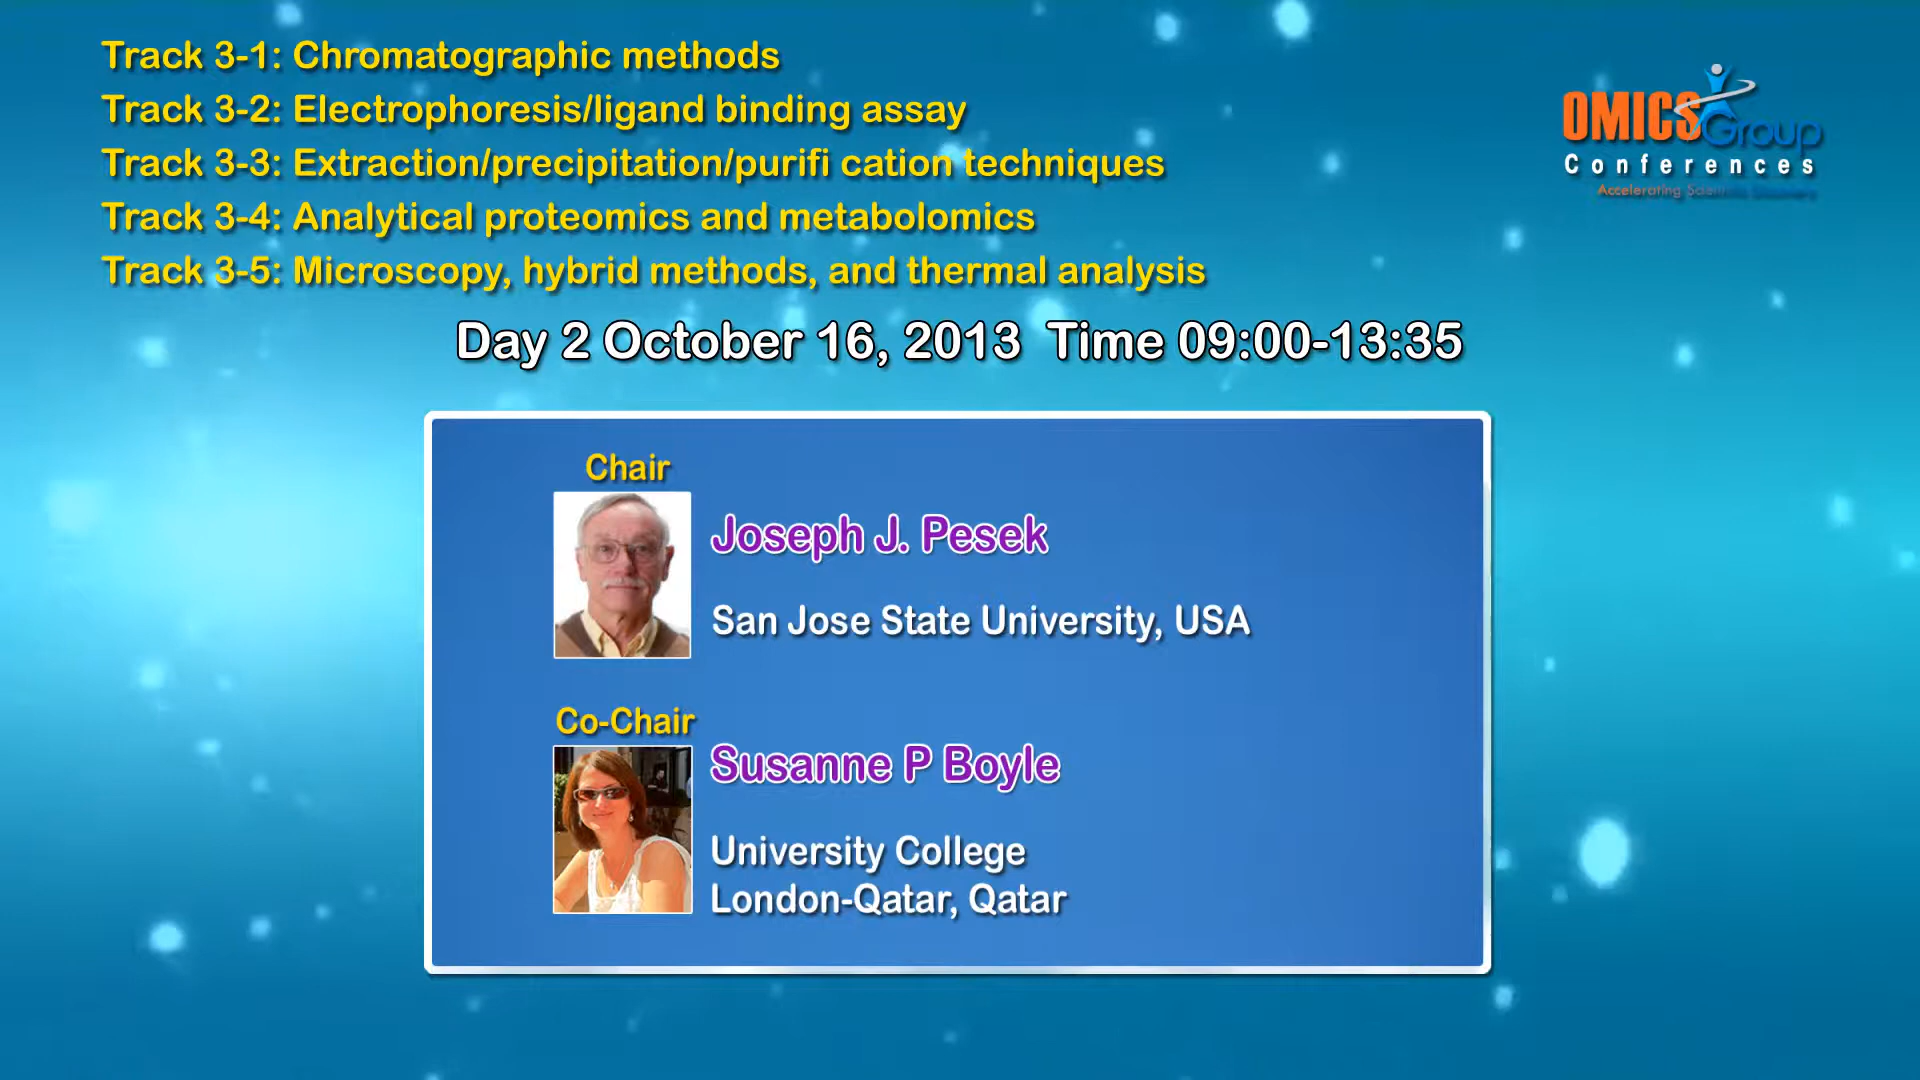 Track 3-1: Chromatographic methods
Track 3-2: Electrophoresis/ligand binding assay
Track 3-3: Extraction/precipitation/purifi cation techniques
Track 3-4: Analytical proteomics and metabolomics
Track 3-5: Microscopy, hybrid methods, and thermal analysis
OMICS Group
Conferences
Accelerating Scientific Discovery
Day 2 October 16, 2013 Time 09:00-13:35
Chair
Joseph J. Pesek
San Jose State University, USA
Co-Chair
Susanne P Boyle
University College
London-Qatar, Qatar